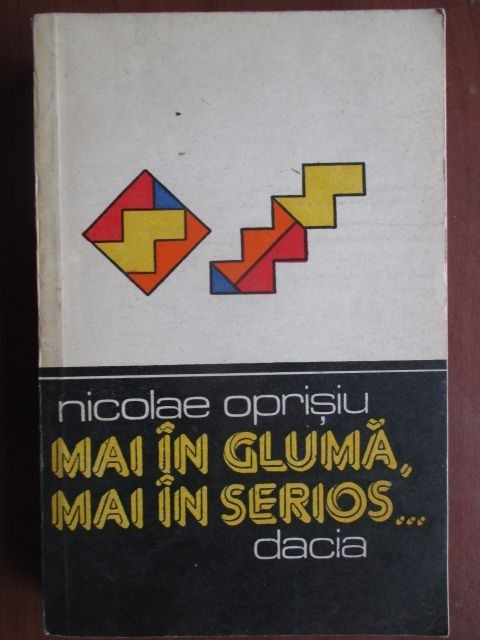 nicolae oprișiu
MAI ÎN GLUMĂ,
MAI ÎN SERIOS...
dacia